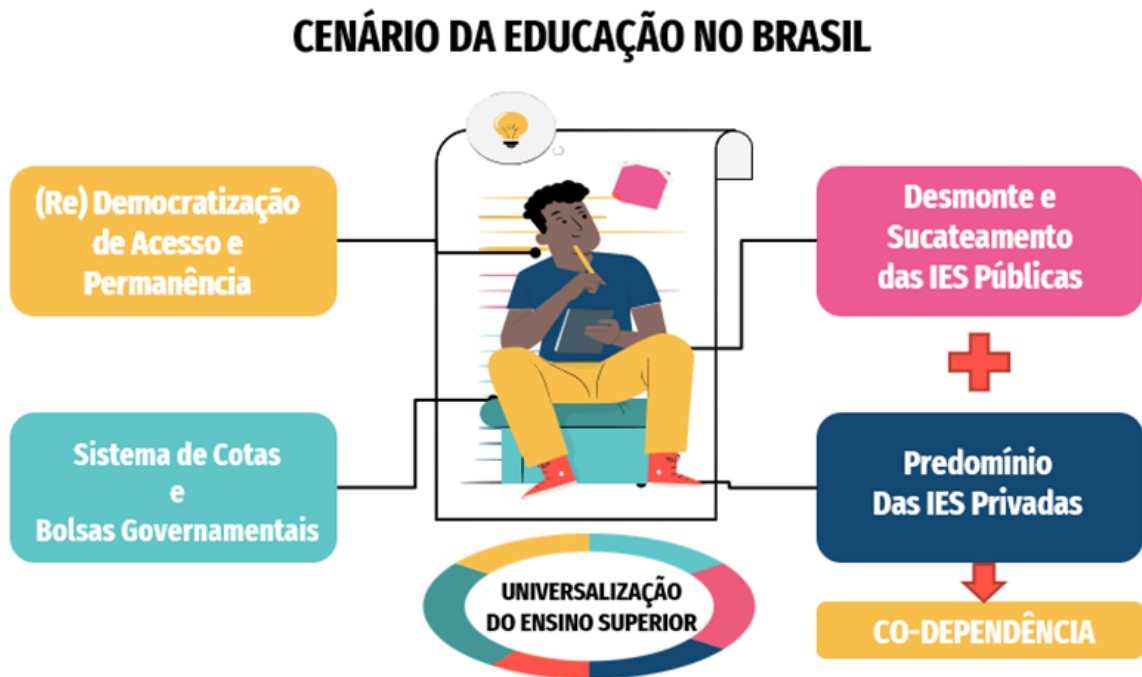 CENÁRIO DA EDUCAÇÃO NO BRASIL
(Re) Democratização
de Acesso e
Permanência
Sistema de Cotas
e
Bolsas Governamentais
Desmonte e
Sucateamento
das IES Públicas
Predomínio
Das IES Privadas
CO-DEPENDÊNCIA
UNIVERSALIZAÇÃO
DO ENSINO SUPERIOR